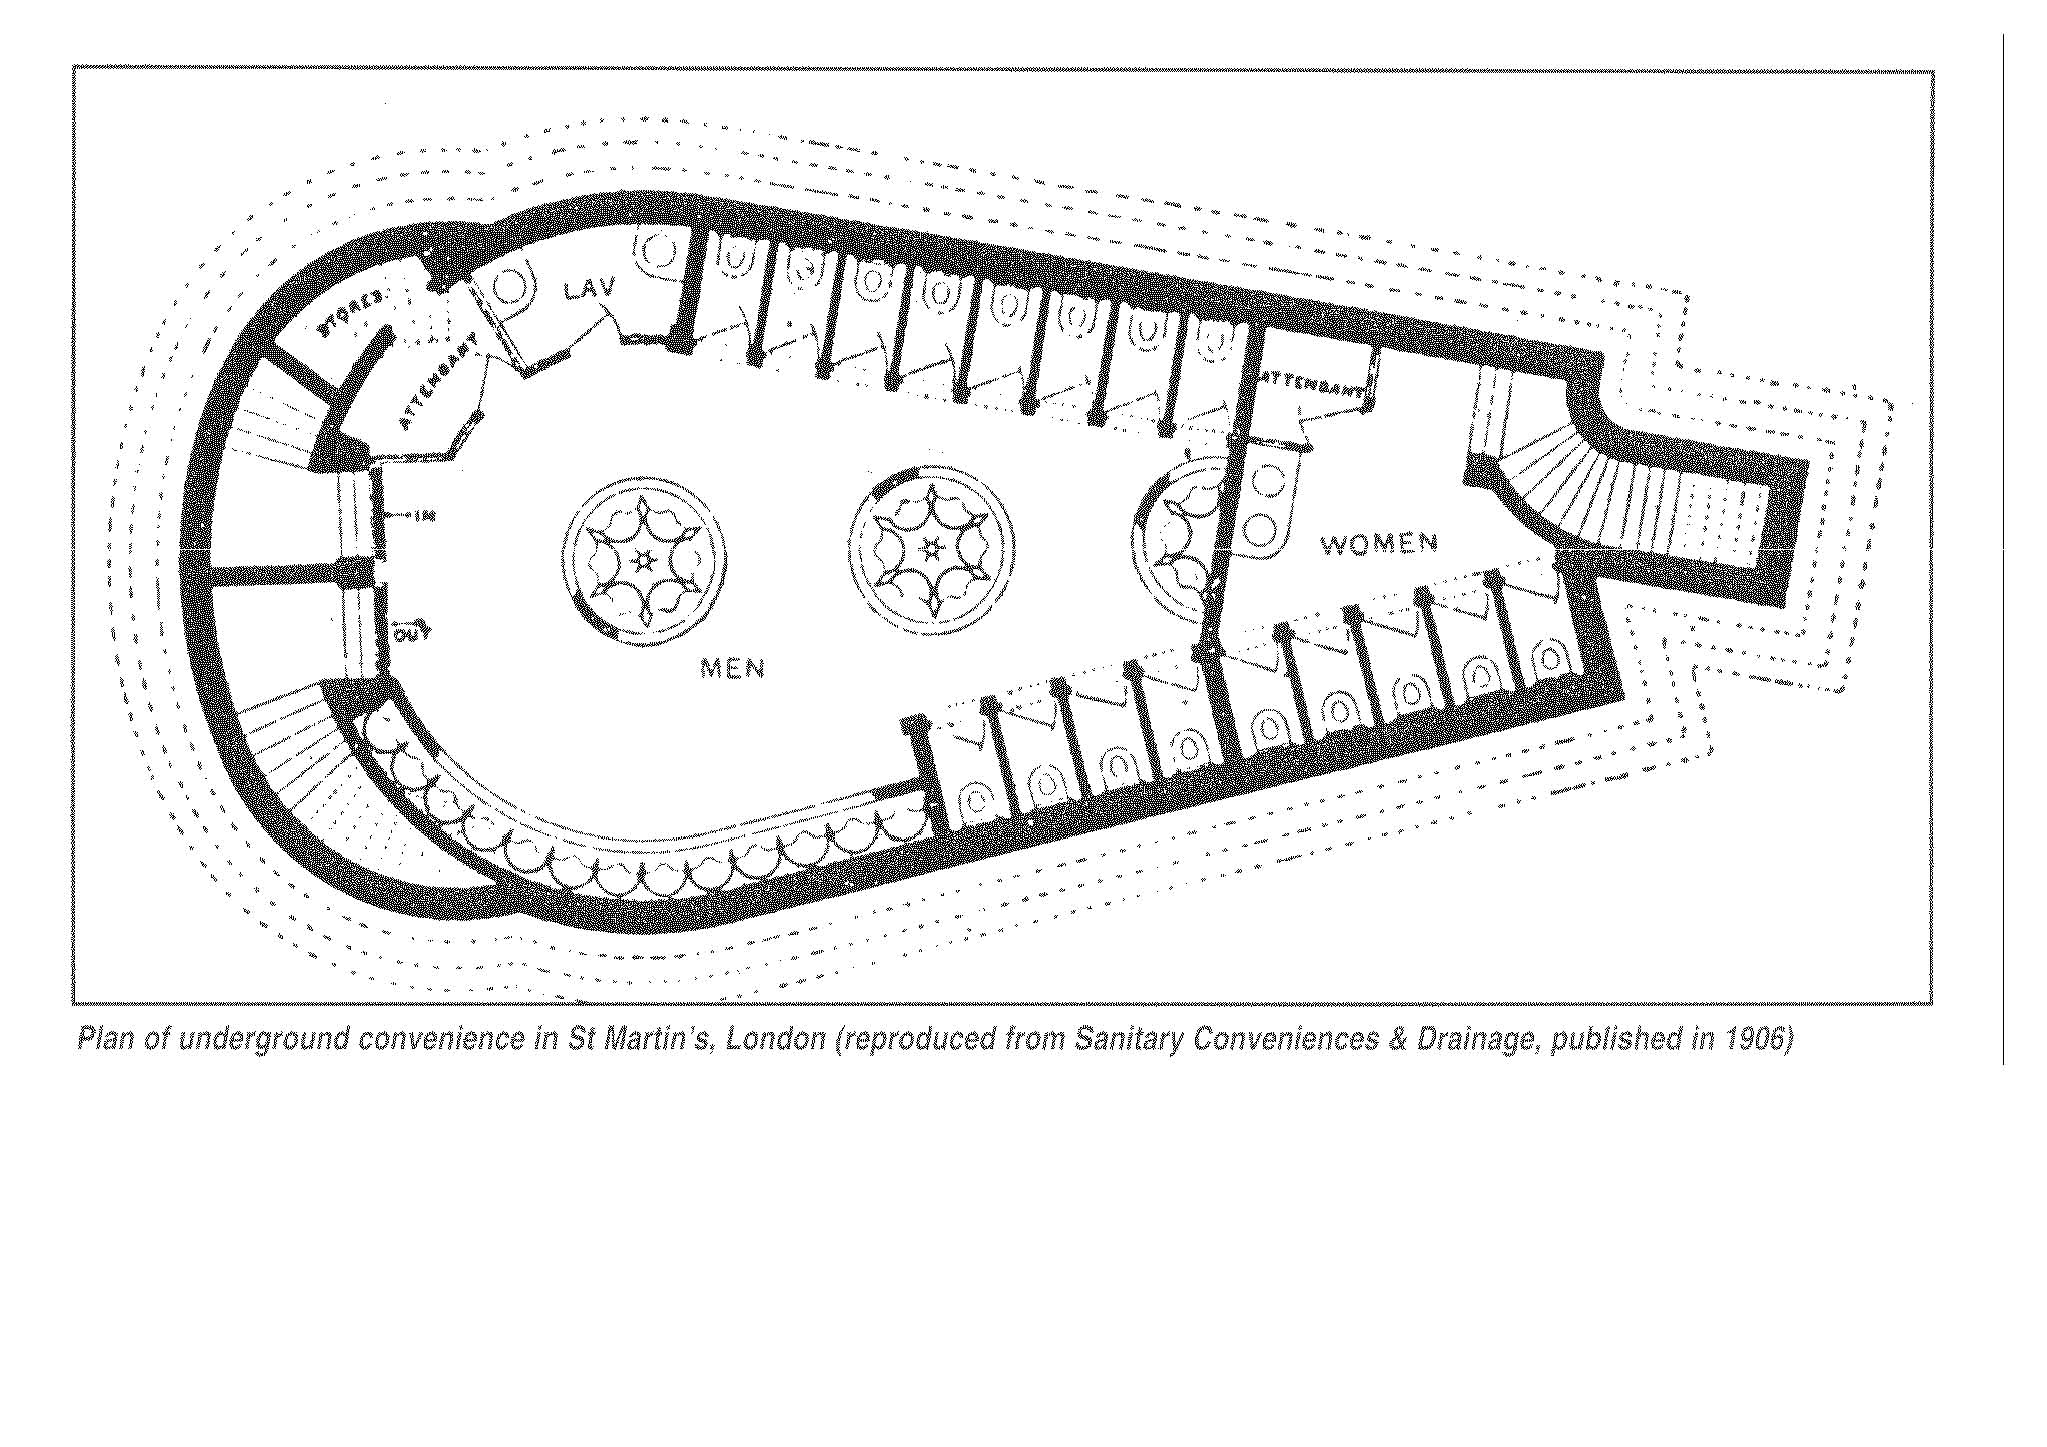 LAV
STORES
ATTENDANT
ATTENDANT
IN
WOMEN
OUT
MEN
Plan of underground convenience in St Martin's, London (reproduced from Sanitary Conveniences & Drainage, published in 1906)